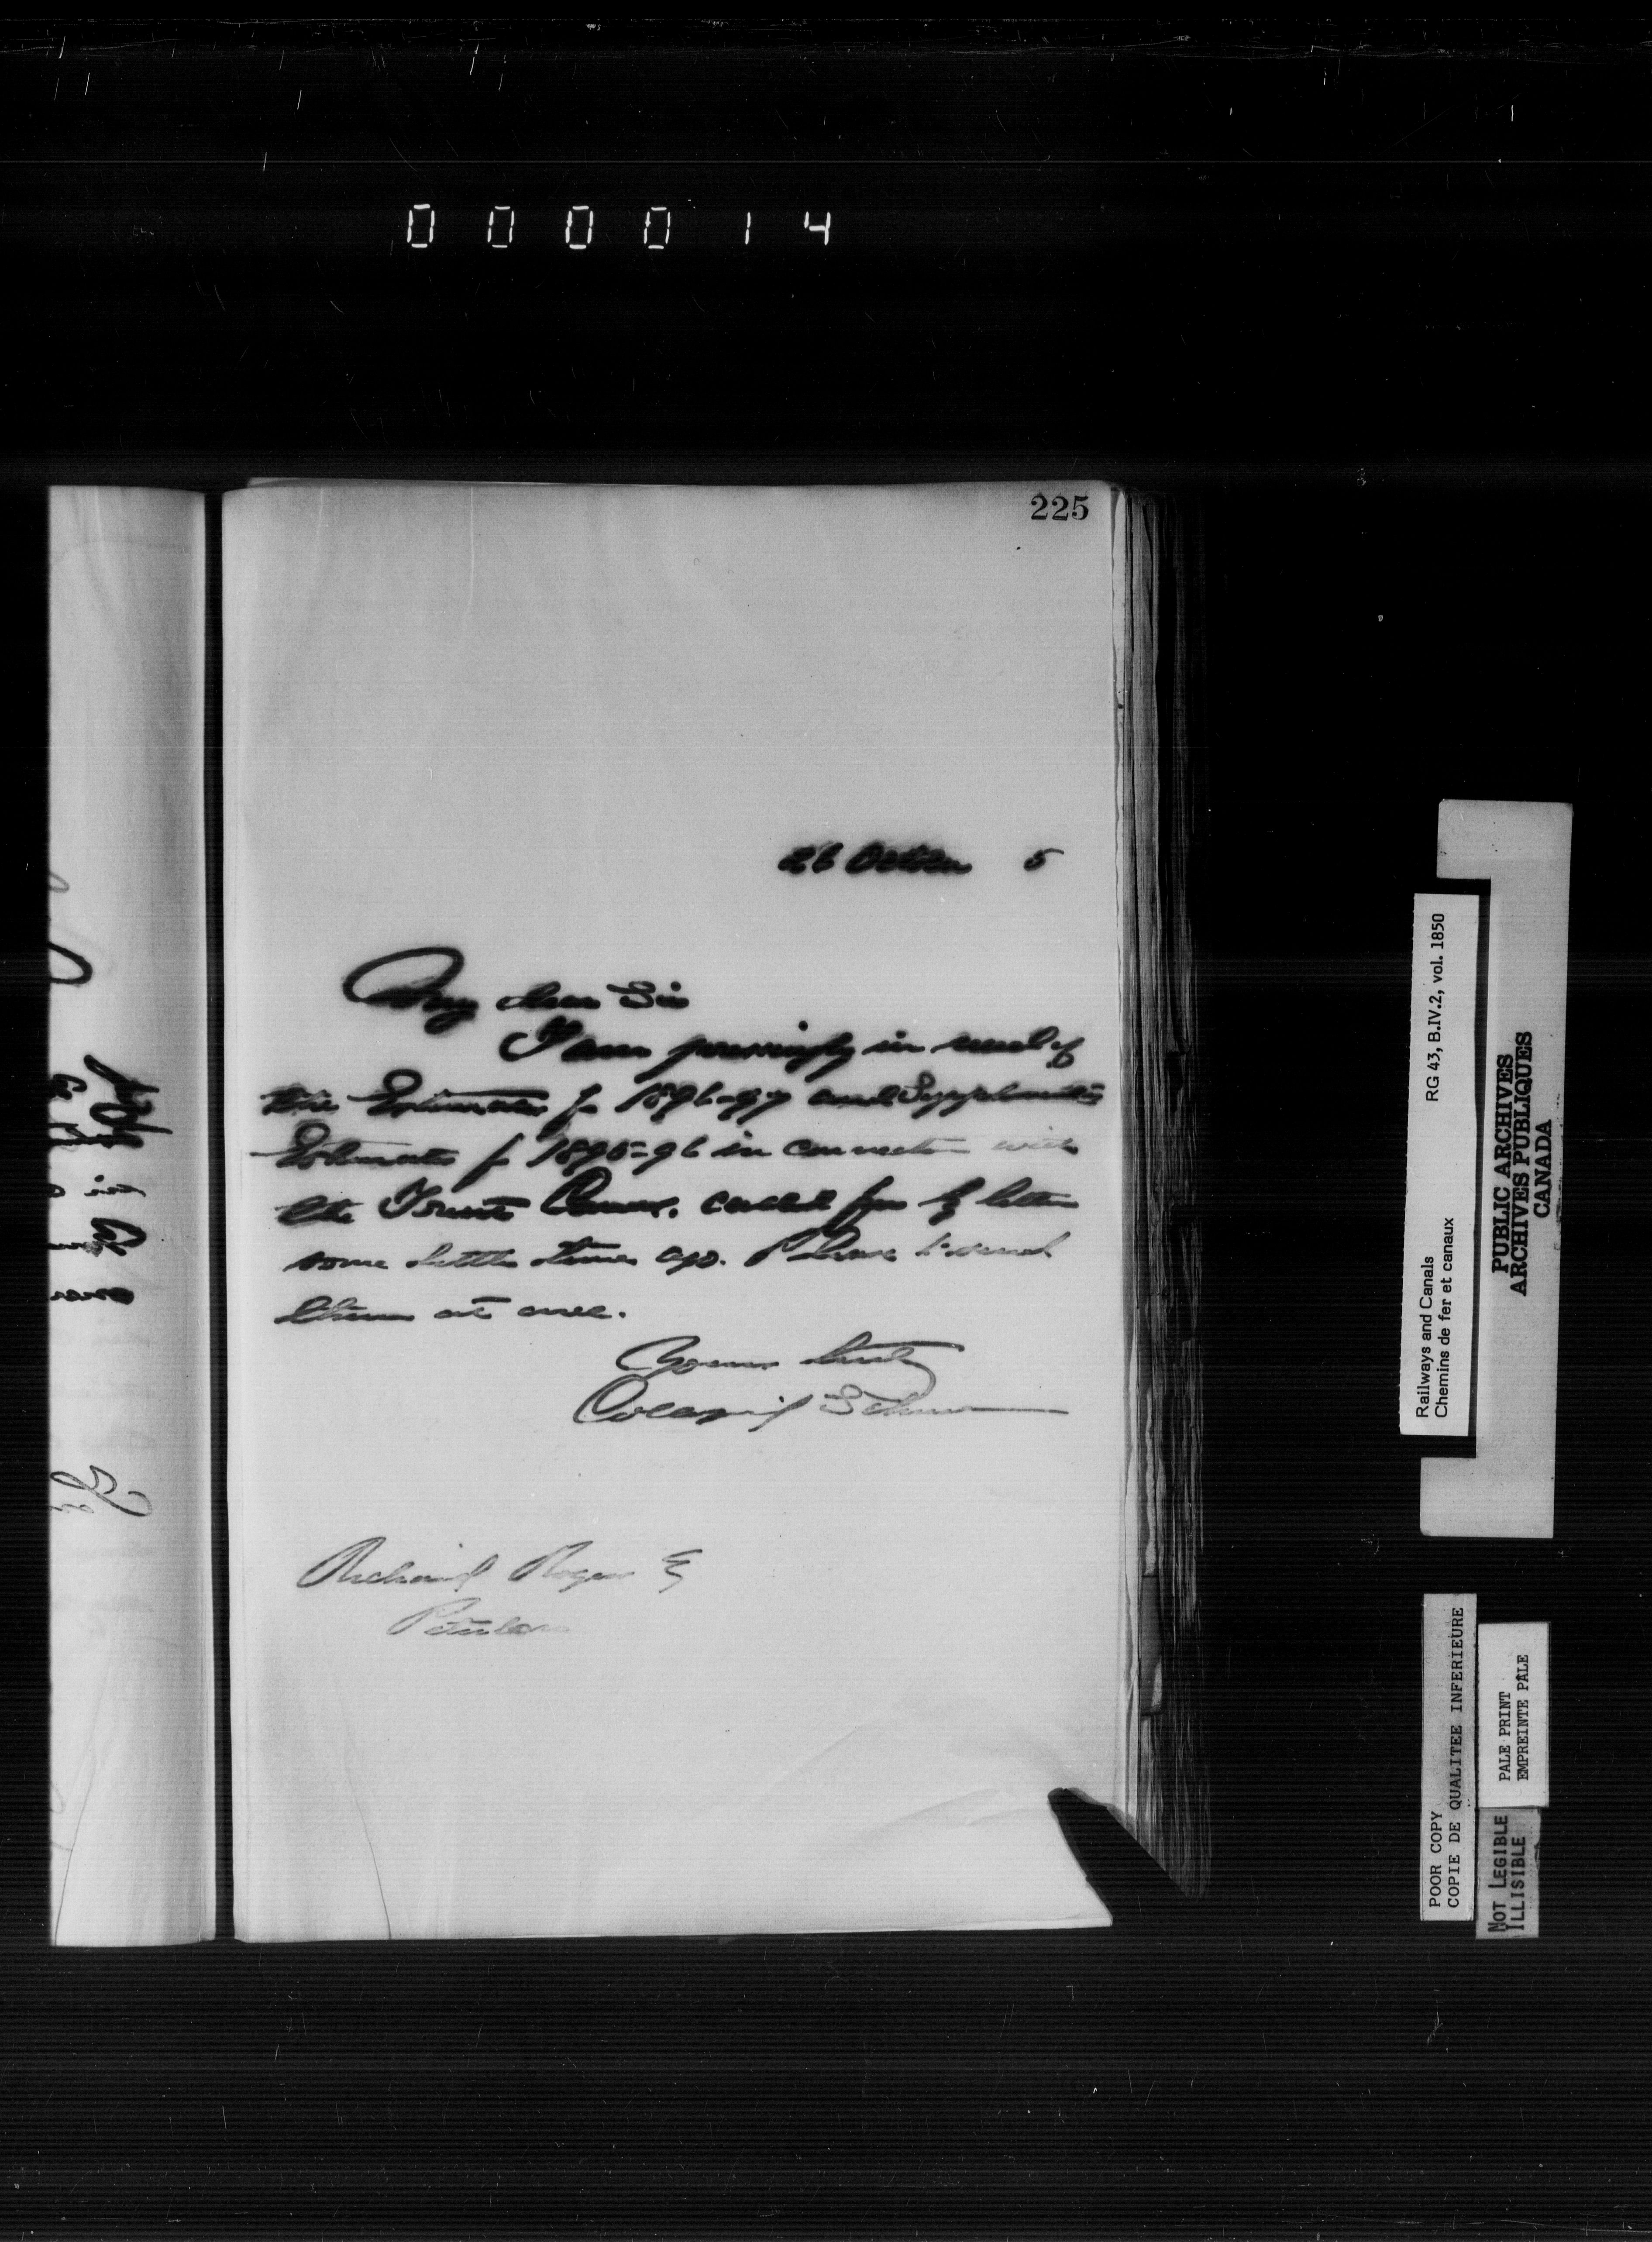 000014
225
26 October 5
My dear Sir
I am pressingly in need of
the Estimates for 1896-97 and Supplementary
Estimates for 1895-96 in connection with
the Trent Canal, called for by letter
some little time ago. Please to send
them at once.
Yours truly
Collingwood Schreiber
Richard Rogers Esq
Peterboro
Railways and Canals RG 43, B.IV.2, vol. 1850
Chemins de fer et canaux
PUBLIC ARCHIVES
ARCHIVES PUBLIQUES
CANADA
POOR COPY
COPIE DE QUALITEE INFERIEURE
PALE PRINT
EMPREINTE PÂLE
NOT LEGIBLE
ILLISIBLE